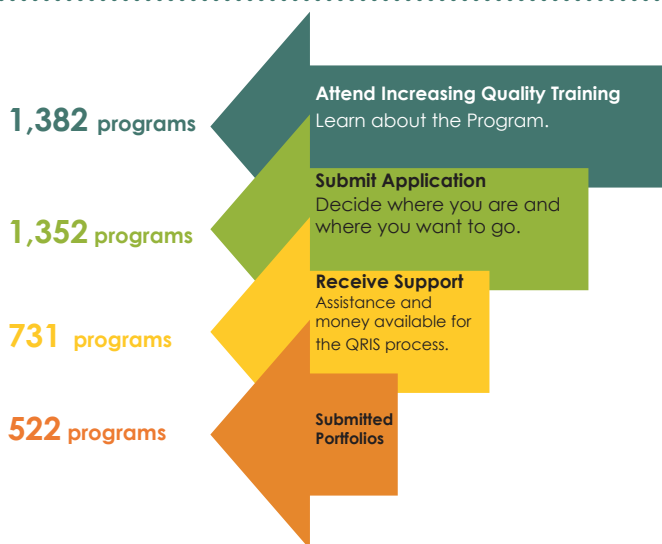 1,382 programs
Attend Increasing Quality Training
Learn about the Program.
1,352 programs
Submit Application
Decide where you are and
where you want to go.
731 programs
Receive Support
Assistance and
money available for
the QRIS process.
522 programs
Submitted
Portfolios